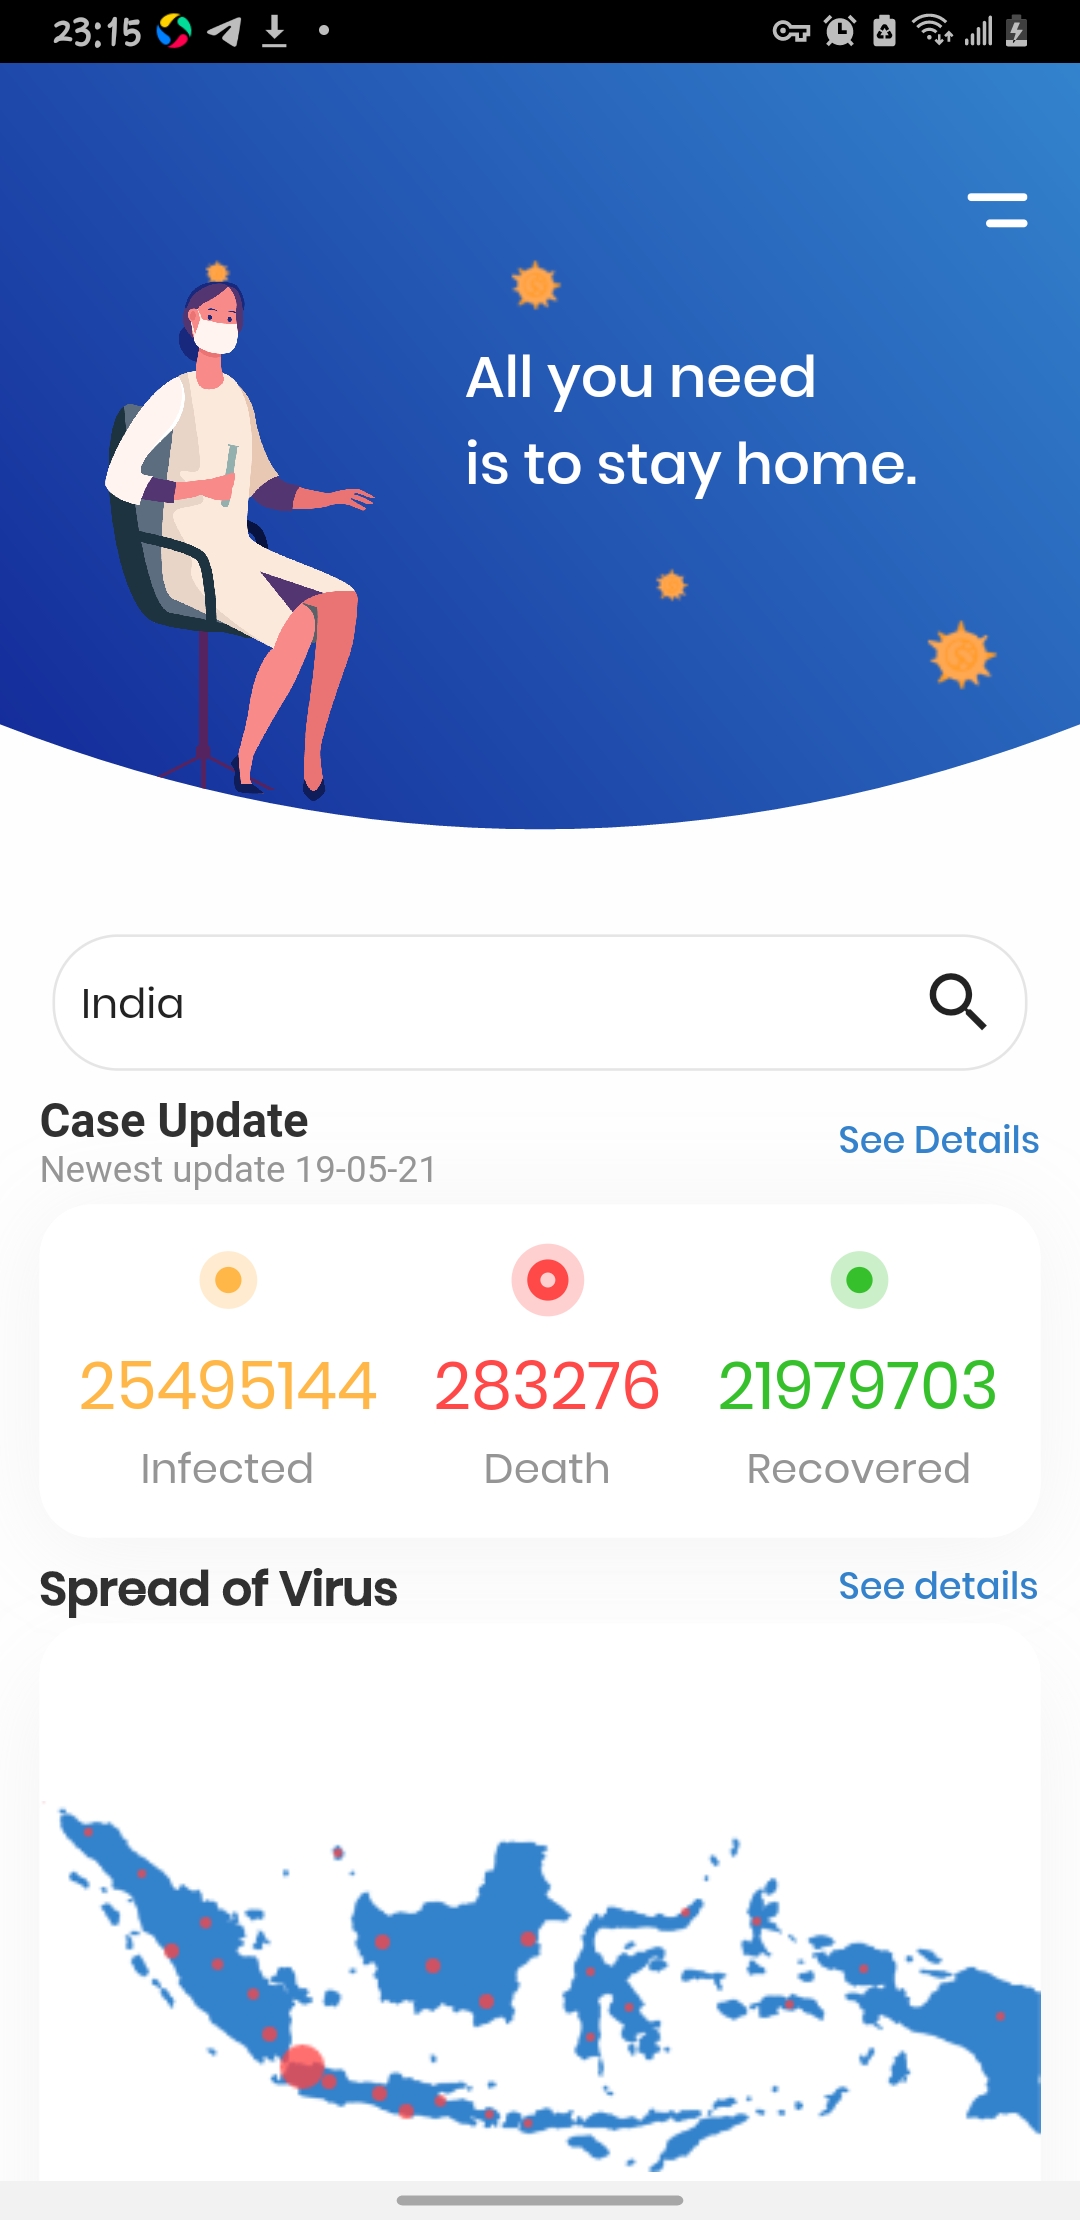 23:15
All you need
is to stay home.
India
Case Update
See Details
Newest update 19-05-21
25495144 283276 21979703
Infected Death Recovered
Spread of Virus
See details